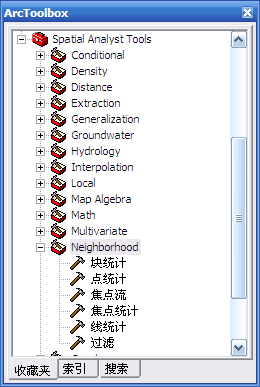 ArcToolbox
Spatial Analyst Tools
Conditional
Density
Distance
Extraction
Generalization
Groundwater
Hydrology
Interpolation
Local
Map Algebra
Math
Multivariate
Neighborhood
块统计
点统计
焦点流
焦点统计
线统计
过滤
收藏夹 索引 搜索